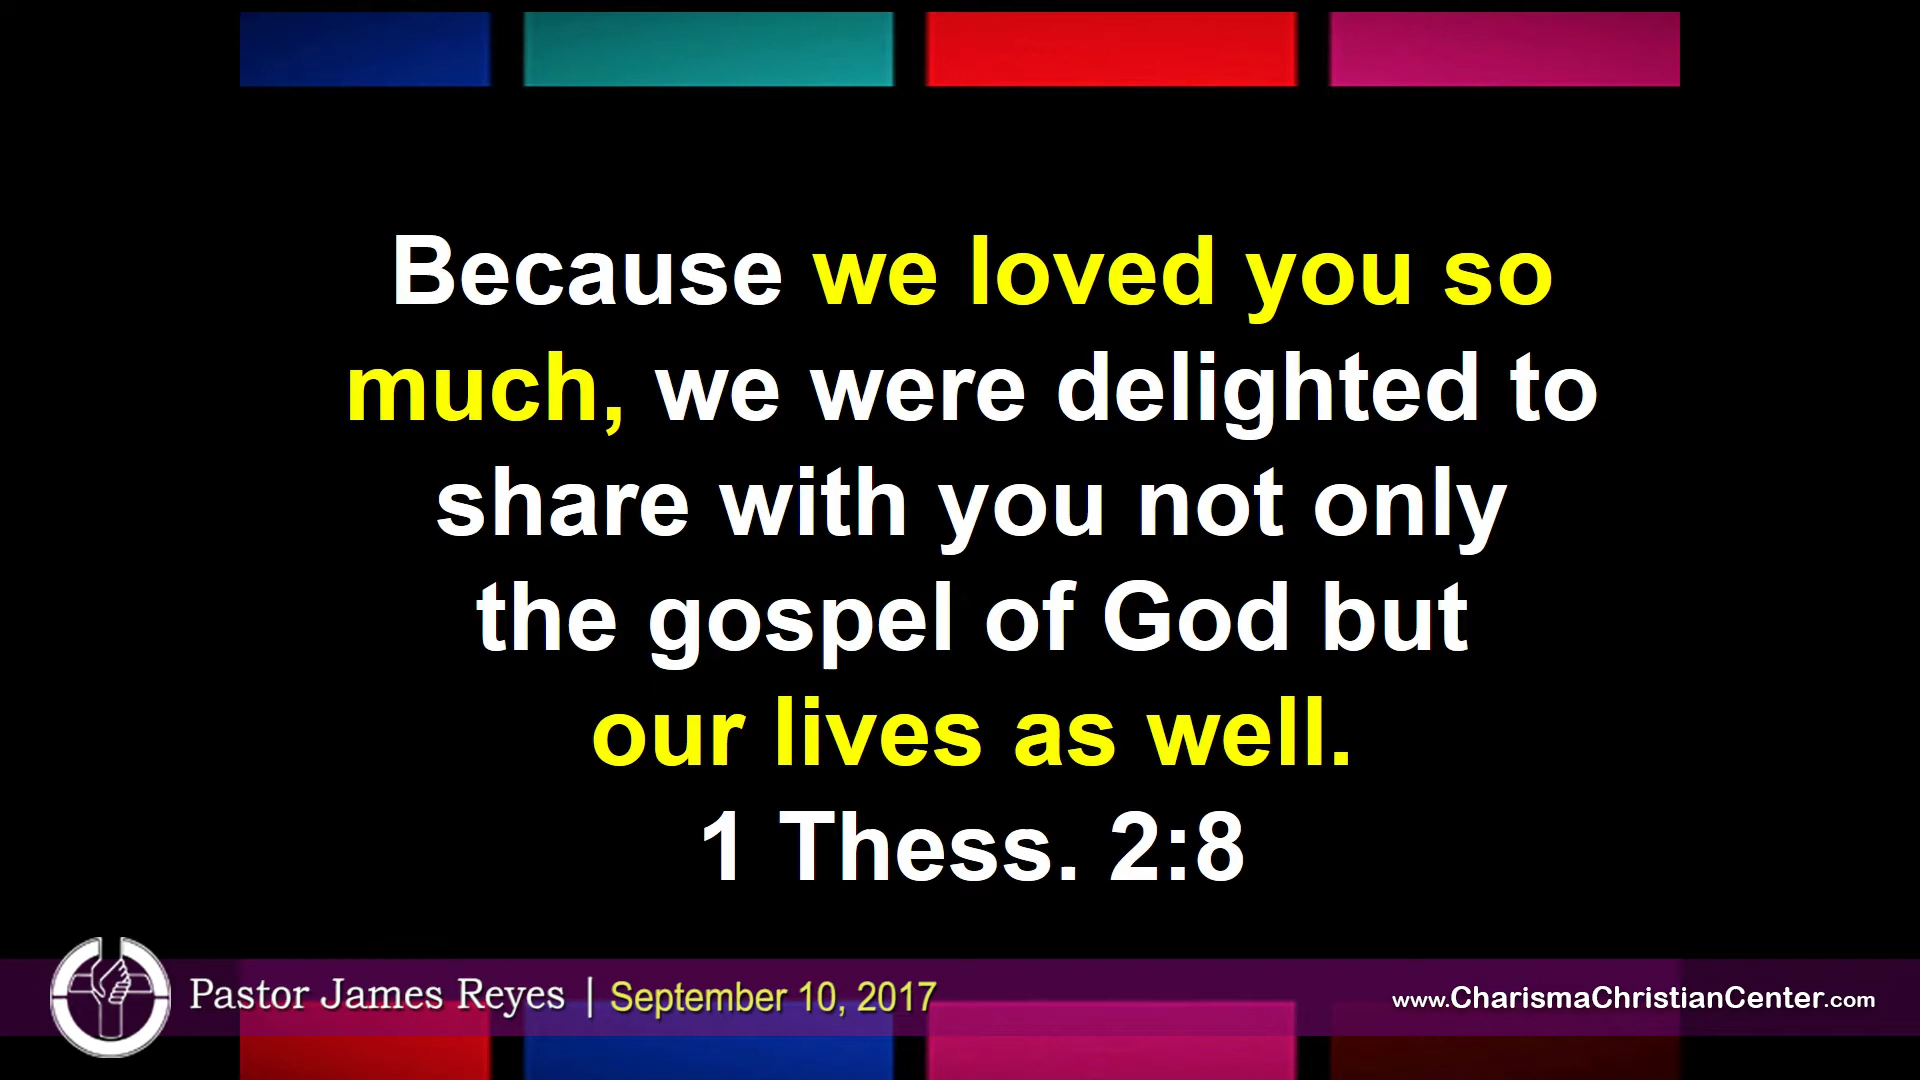 Because we loved you so
much, we were delighted to
share with you not only
the gospel of God but
our lives as well.
1 Thess. 2:8
Pastor James Reyes | September 10, 2017
www.CharismaChristianCenter.com